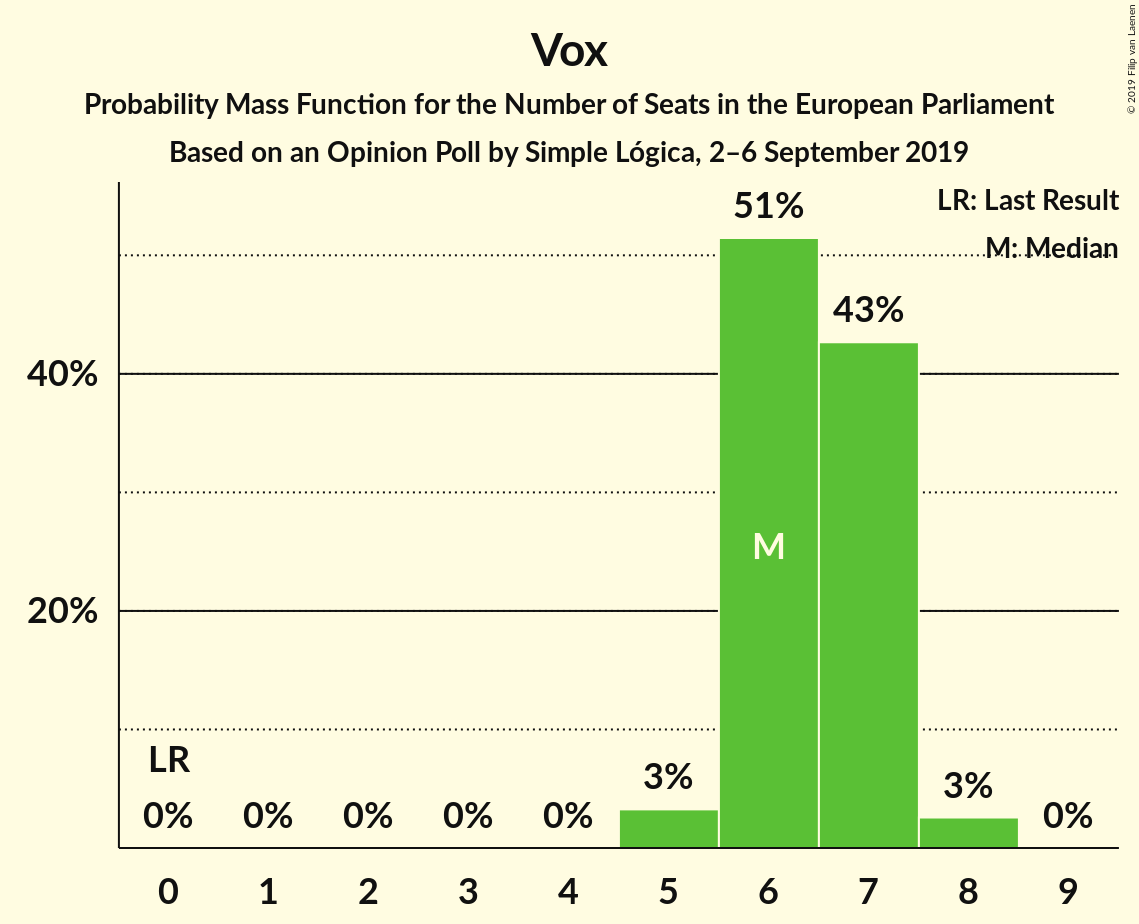 Vox
Probability Mass Function for the Number of Seats in the European Parliament
Based on an Opinion Poll by Simple Lógica, 2–6 September 2019
© 2019 Filip van Laenen
LR: Last Result
M: Median
51%
43%
40%
M
20%
LR
0%
0%
0%
0%
0%
3%
3%
0%
0
1
2
3
4
5
6
7
8
9